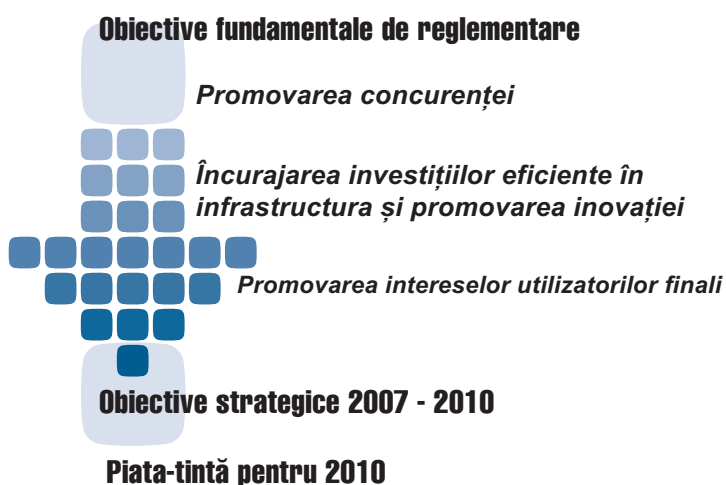 Obiective fundamentale de reglementare
Promovarea concurenței
Încurajarea investițiilor eficiente în
infrastructura și promovarea inovației
Promovarea intereselor utilizatorilor finali
Obiective strategice 2007 - 2010
Piata-tintă pentru 2010